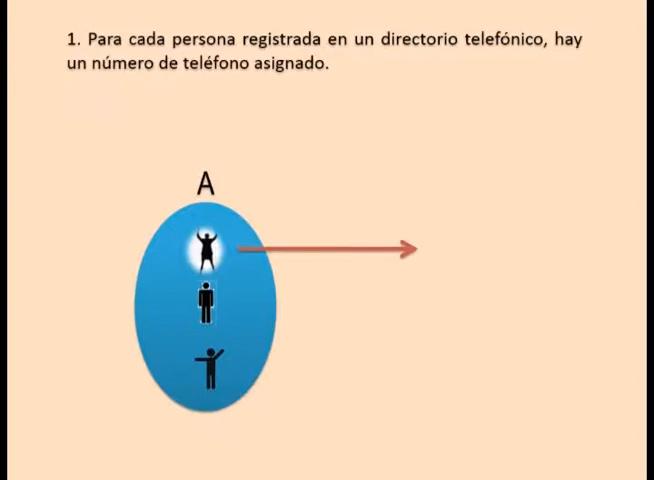 1. Para cada persona registrada en un directorio telefónico, hay
un número de teléfono asignado.
A